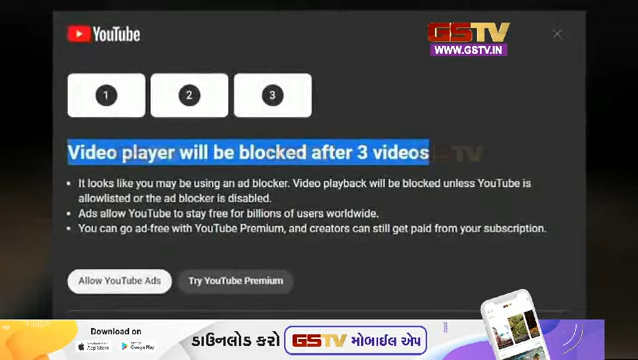 YouTube
GSTV
WWW.GSTV.IN
1 2 3
Video player will be blocked after 3 videos
• It looks like you may be using an ad blocker. Video playback will be blocked unless YouTube is
allowlisted or the ad blocker is disabled.
• Ads allow YouTube to stay free for billions of users worldwide.
• You can go ad-free with YouTube Premium, and creators can still get paid from your subscription.
Allow YouTube Ads Try YouTube Premium
Download on
App Store Google Play
ડાઉનલોડ કરો GSTV મોબાઈલ એપ